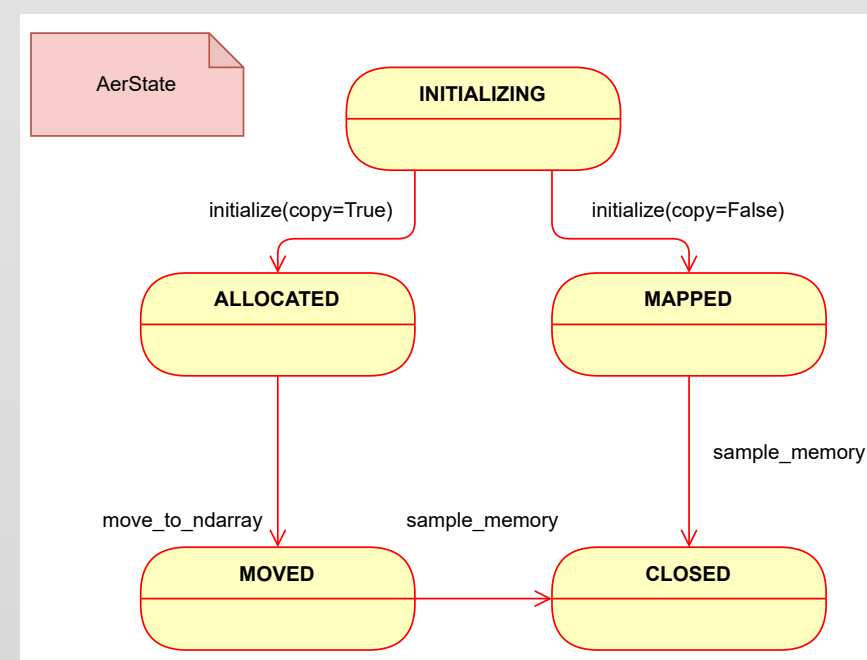 AerState
INITIALIZING
initialize(copy=True)
initialize(copy=False)
ALLOCATED
MAPPED
sample_memory
move_to_ndarray
sample_memory
MOVED
CLOSED